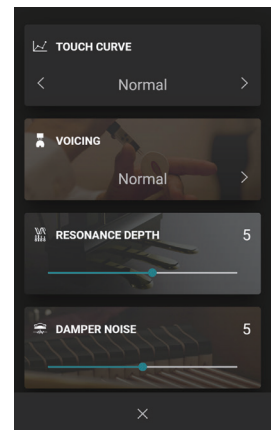 TOUCH CURVE
Normal
VOICING
Normal
RESONANCE DEPTH 5
DAMPER NOISE 5